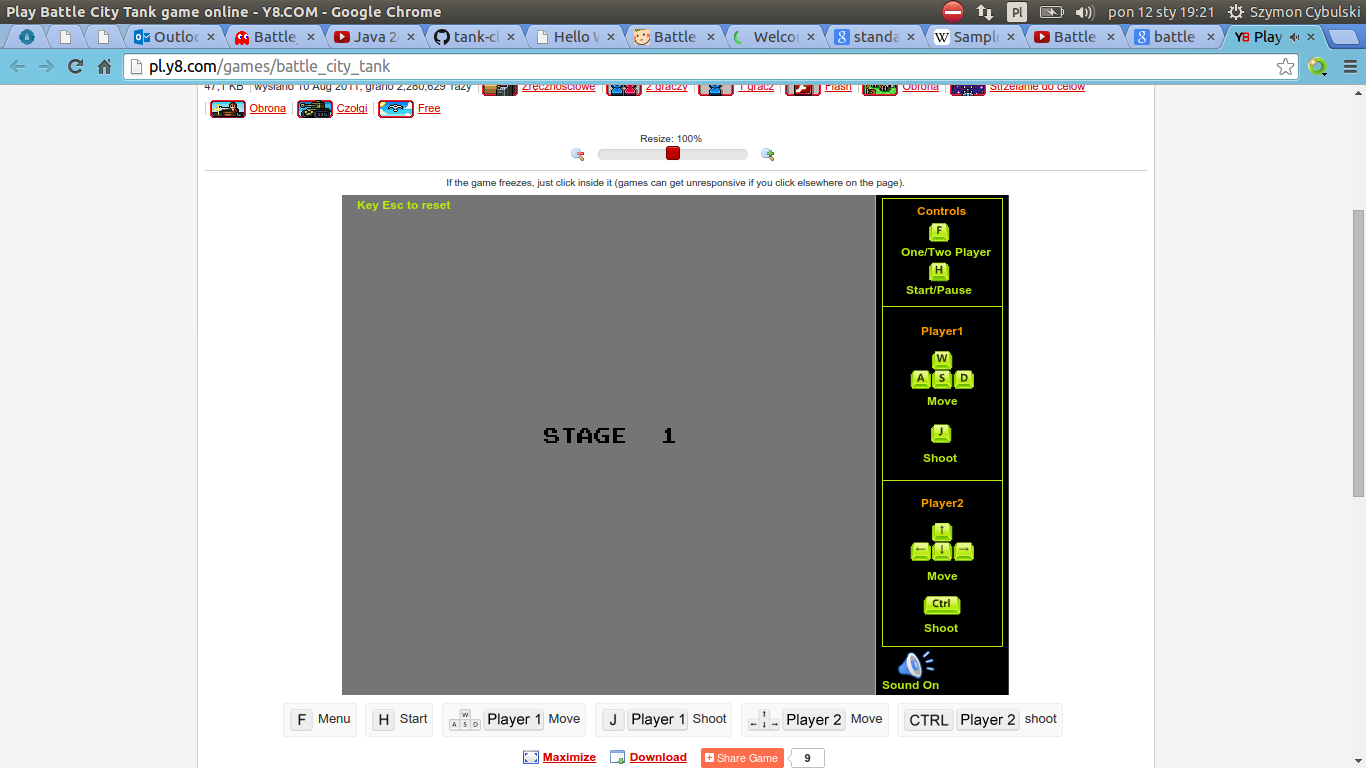 Play Battle City Tank game online - Y8.COM - Google Chrome
Pl
pon 12 sty 19:21
Szymon Cybulski
Outloo
Battle_
Java 2
tank-cl
Hello W
Battle
Welcom
standa
Sample
Battle
battle
Y8 Play
pl.y8.com/games/battle_city_tank
47,1 KB
Wysłano 10 Aug 2011, grano 2,280,629 razy
Zręcznościowe
2 graczy
1 gracz
Flash
Obrona
Strzelanie do celów
Obrona
Czołgi
Free
Resize: 100%
If the game freezes, just click inside it (games can get unresponsive if you click elsewhere on the page).
Key Esc to reset
STAGE 1
Controls
F
One/Two Player
H
Start/Pause
Player1
W
A S D
Move
J
Shoot
Player2
↑
← ↓ →
Move
Ctrl
Shoot
Sound On
F Menu
H Start
W
A S D
Player 1 Move
J Player 1 Shoot
↑
← ↓ →
Player 2 Move
CTRL Player 2 shoot
Maximize
Download
Share Game
9